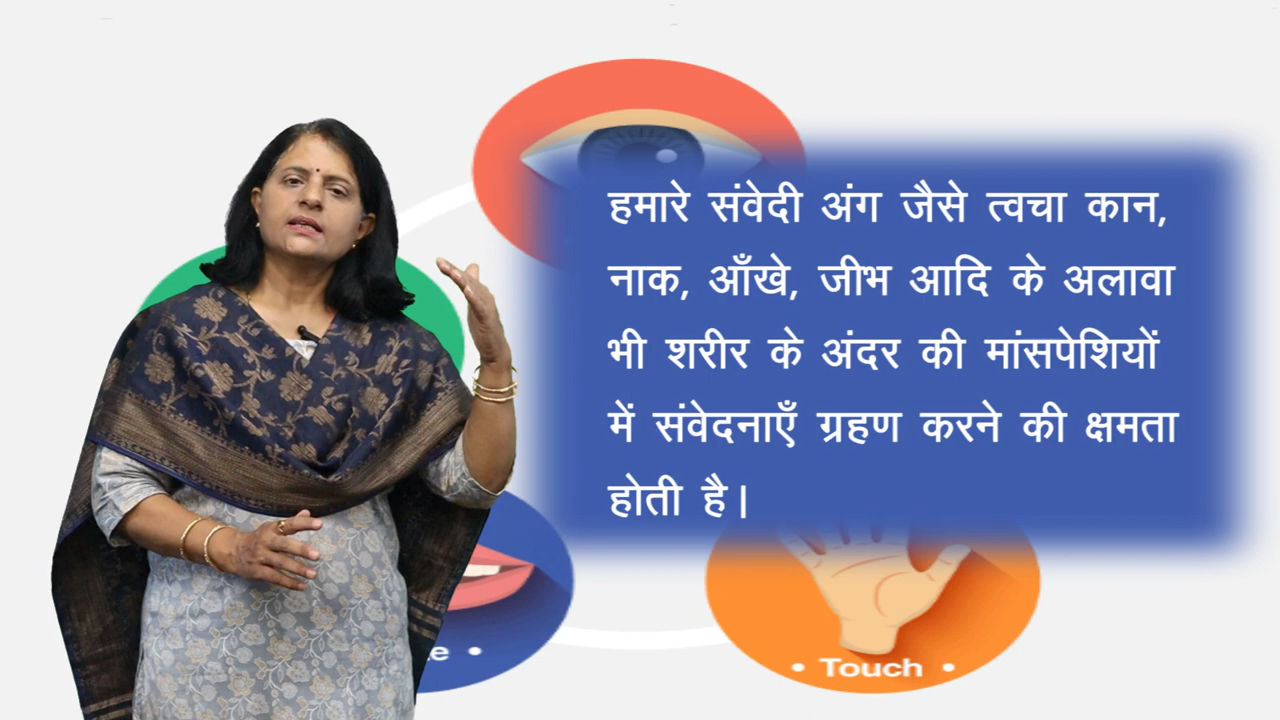 हमारे संवेदी अंग जैसे त्वचा कान,
नाक, आँखे, जीभ आदि के अलावा
भी शरीर के अंदर की मांसपेशियों
में संवेदनाएँ ग्रहण करने की क्षमता
होती है।
• Touch •